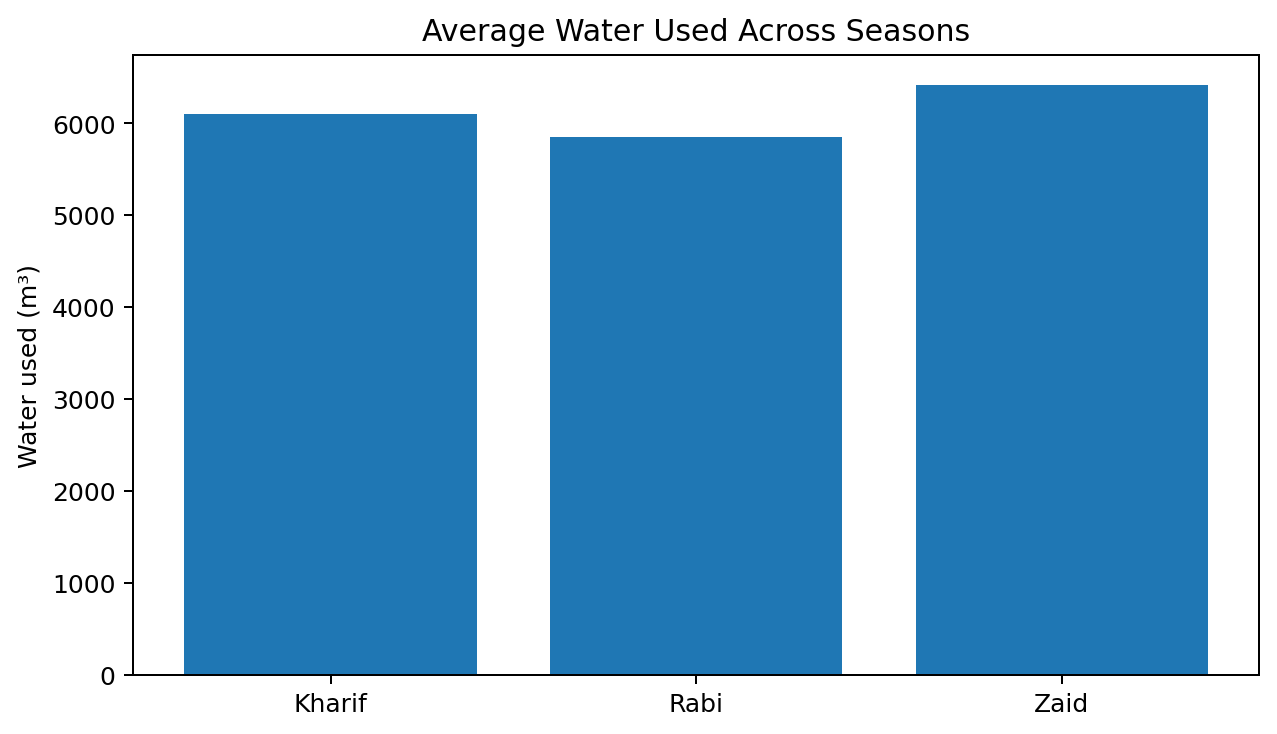 Average Water Used Across Seasons
Water used (m³)
6000
5000
4000
3000
2000
1000
0
Kharif Rabi Zaid